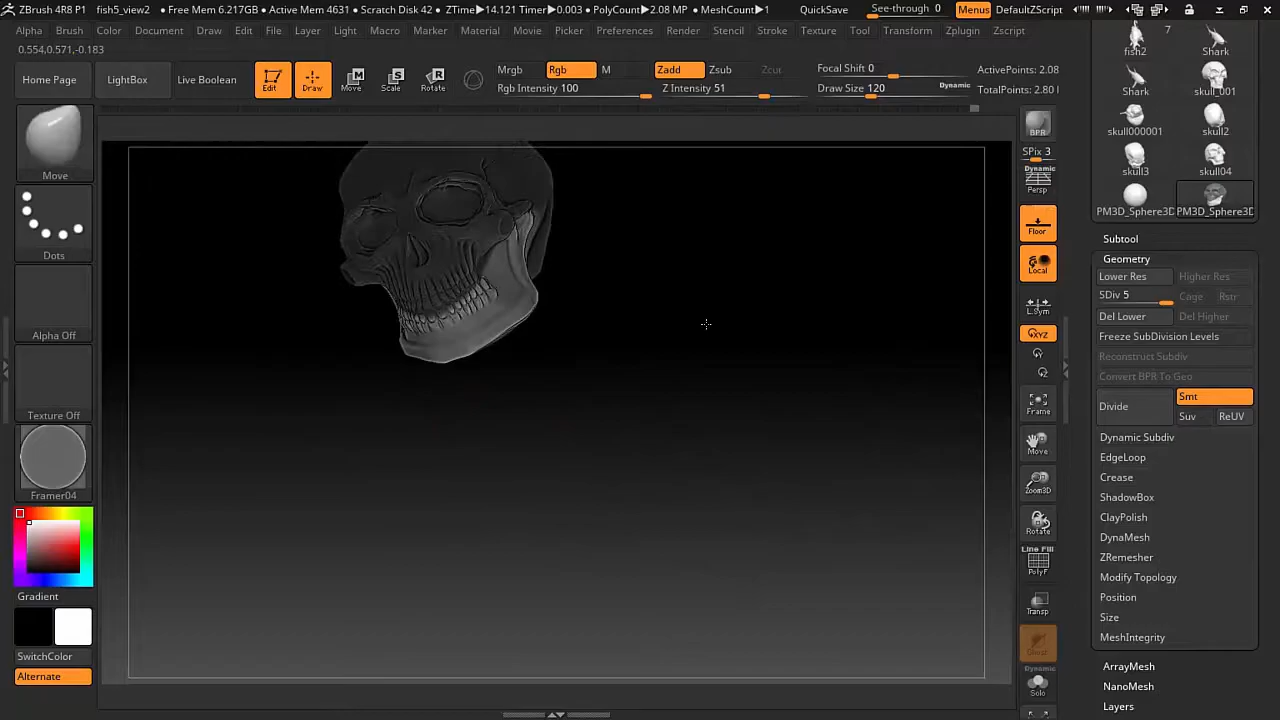 ZBrush 4R8 P1 fish5_view2 • Free Mem 6.217GB • Active Mem 4631 • Scratch Disk 42 • ZTime▶14.121 Timer▶0.003 • PolyCount▶2.08 MP • MeshCount▶1 QuickSave See-through 0 Menus DefaultZScript
Alpha Brush Color Document Draw Edit File Layer Light Macro Marker Material Movie Picker Preferences Render Stencil Stroke Texture Tool Transform Zplugin Zscript
0.554,0.571,-0.183
Home Page LightBox Live Boolean Edit Draw Move Scale Rotate
Mrgb Rgb M Zadd Zsub Zcut Focal Shift 0 ActivePoints: 2.08
Rgb Intensity 100 Z Intensity 51 Draw Size 120 Dynamic TotalPoints: 2.80
Move
Dots
Alpha Off
Texture Off
Framer04
Gradient
SwitchColor
Alternate
BPR
SPix 3
Dynamic
Persp
Floor
Local
L.Sym
XYZ
Frame
Move
Zoom3D
Rotate
Line Fill
PolyF
Transp
Ghost
Dynamic
Solo
7
fish2 Shark
Shark skull_001
skull000001 skull2
skull3 skull04
PM3D_Sphere3D PM3D_Sphere3D
Subtool
Geometry
Lower Res Higher Res
SDiv 5 Cage Rstr
Del Lower Del Higher
Freeze SubDivision Levels
Reconstruct Subdiv
Convert BPR To Geo
Divide Smt
Suv ReUV
Dynamic Subdiv
EdgeLoop
Crease
ShadowBox
ClayPolish
DynaMesh
ZRemesher
Modify Topology
Position
Size
MeshIntegrity
ArrayMesh
NanoMesh
Layers